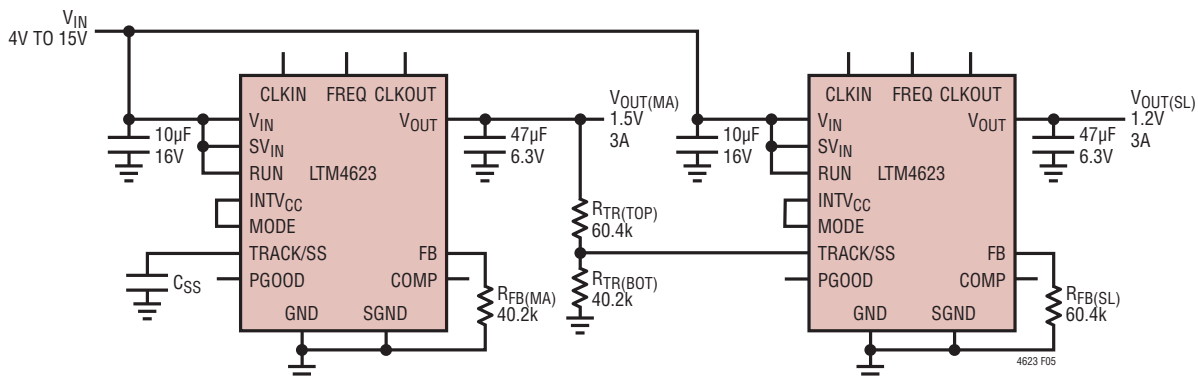 VIN
4V TO 15V
CLKIN FREQ CLKOUT
VIN
VOUT
SVIN
RUN
LTM4623
INTVCC
MODE
TRACK/SS
FB
PGOOD
COMP
GND
SGND
10µF
16V
CSS
47µF
6.3V
VOUT(MA)
1.5V
3A
RTR(TOP)
60.4k
RTR(BOT)
40.2k
RFB(MA)
40.2k
10µF
16V
CLKIN FREQ CLKOUT
VIN
VOUT
SVIN
RUN
LTM4623
INTVCC
MODE
TRACK/SS
FB
PGOOD
COMP
GND
SGND
47µF
6.3V
VOUT(SL)
1.2V
3A
RFB(SL)
60.4k
4623 F05